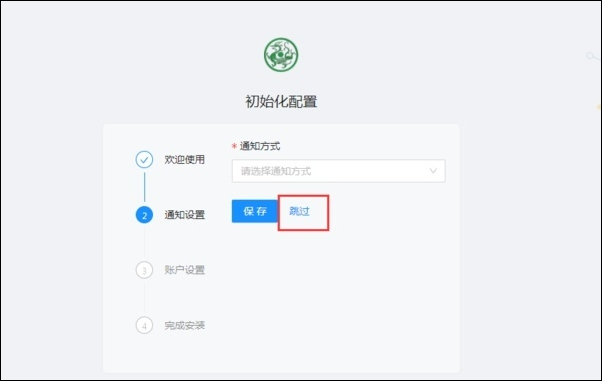 初始化配置
欢迎使用
* 通知方式
请选择通知方式
2 通知设置
保存 跳过
3 账户设置
4 完成安装